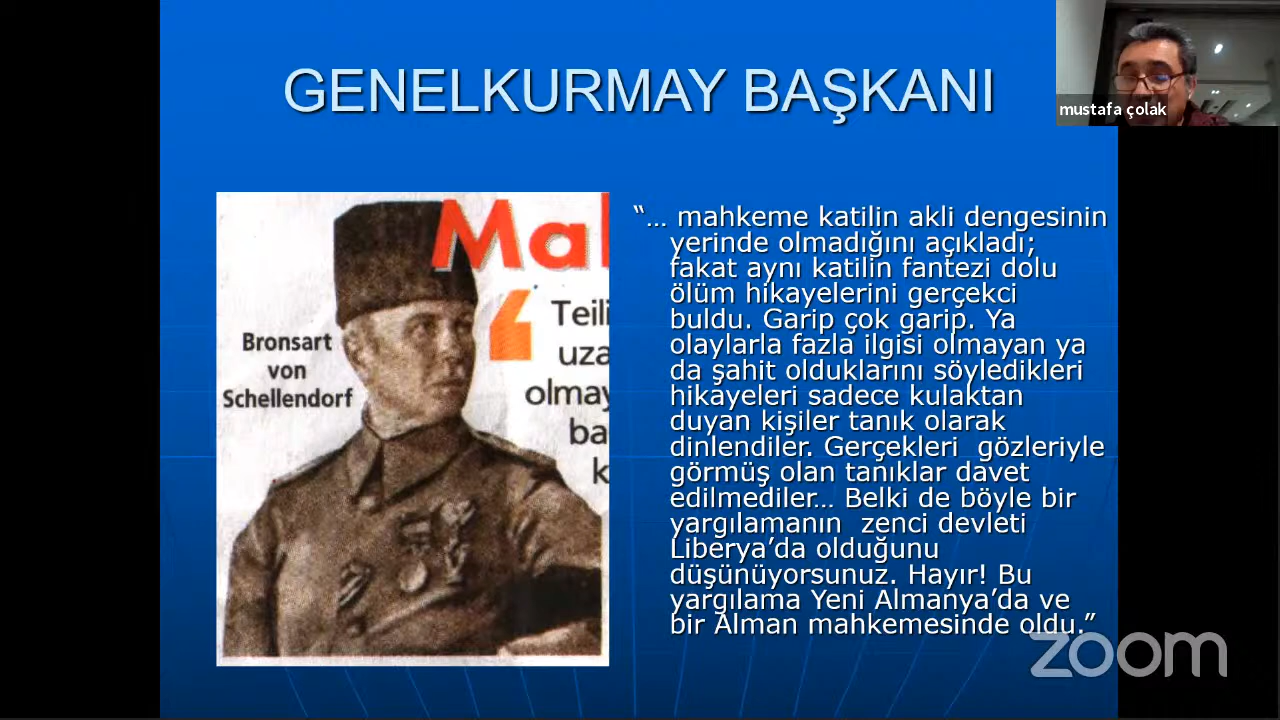 GENELKURMAY BAŞKANI
mustafa çolak
Mal
Teili
uza
olmay
ba
k
Bronsart
von
Schellendorf
“… mahkeme katilin akli dengesinin
yerinde olmadığını açıkladı;
fakat aynı katilin fantezi dolu
ölüm hikayelerini gerçekci
buldu. Garip çok garip. Ya
olaylarla fazla ilgisi olmayan ya
da şahit olduklarını söyledikleri
hikayeleri sadece kulaktan
duyan kişiler tanık olarak
dinlendiler. Gerçekleri gözleriyle
görmüş olan tanıklar davet
edilmediler… Belki de böyle bir
yargılamanın zenci devleti
Liberya’da olduğunu
düşünüyorsunuz. Hayır! Bu
yargılama Yeni Almanya’da ve
bir Alman mahkemesinde oldu.”
zoom